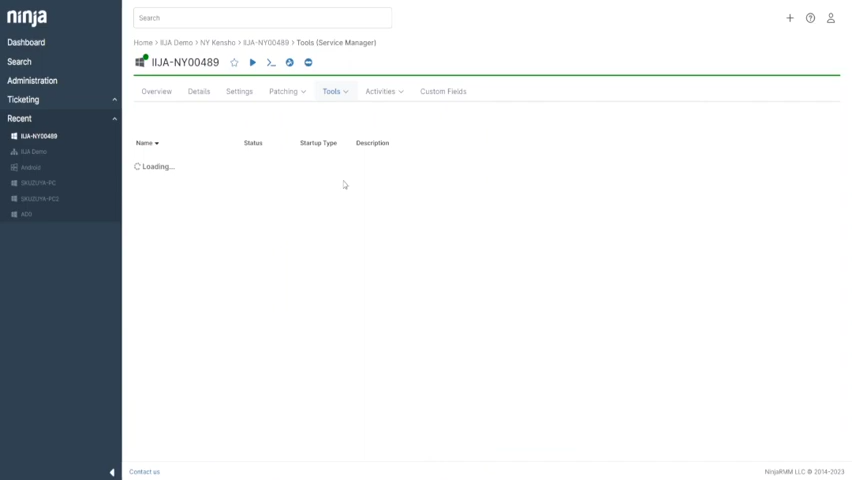 ninja
Search
Dashboard
Home > IIJA Demo > NY Kensho > IIJA-NY00489 > Tools (Service Manager)
Search
IIJA-NY00489
Administration
Overview
Details
Settings
Patching
Tools
Activities
Custom Fields
Ticketing
Recent
IIJA-NY00489
IIJA Demo
Android
SKUZUYA-PC
SKUZUYA-PC2
ADD
Name
Status
Startup Type
Description
Loading...
Contact us
NinjaRMM LLC © 2014-2023